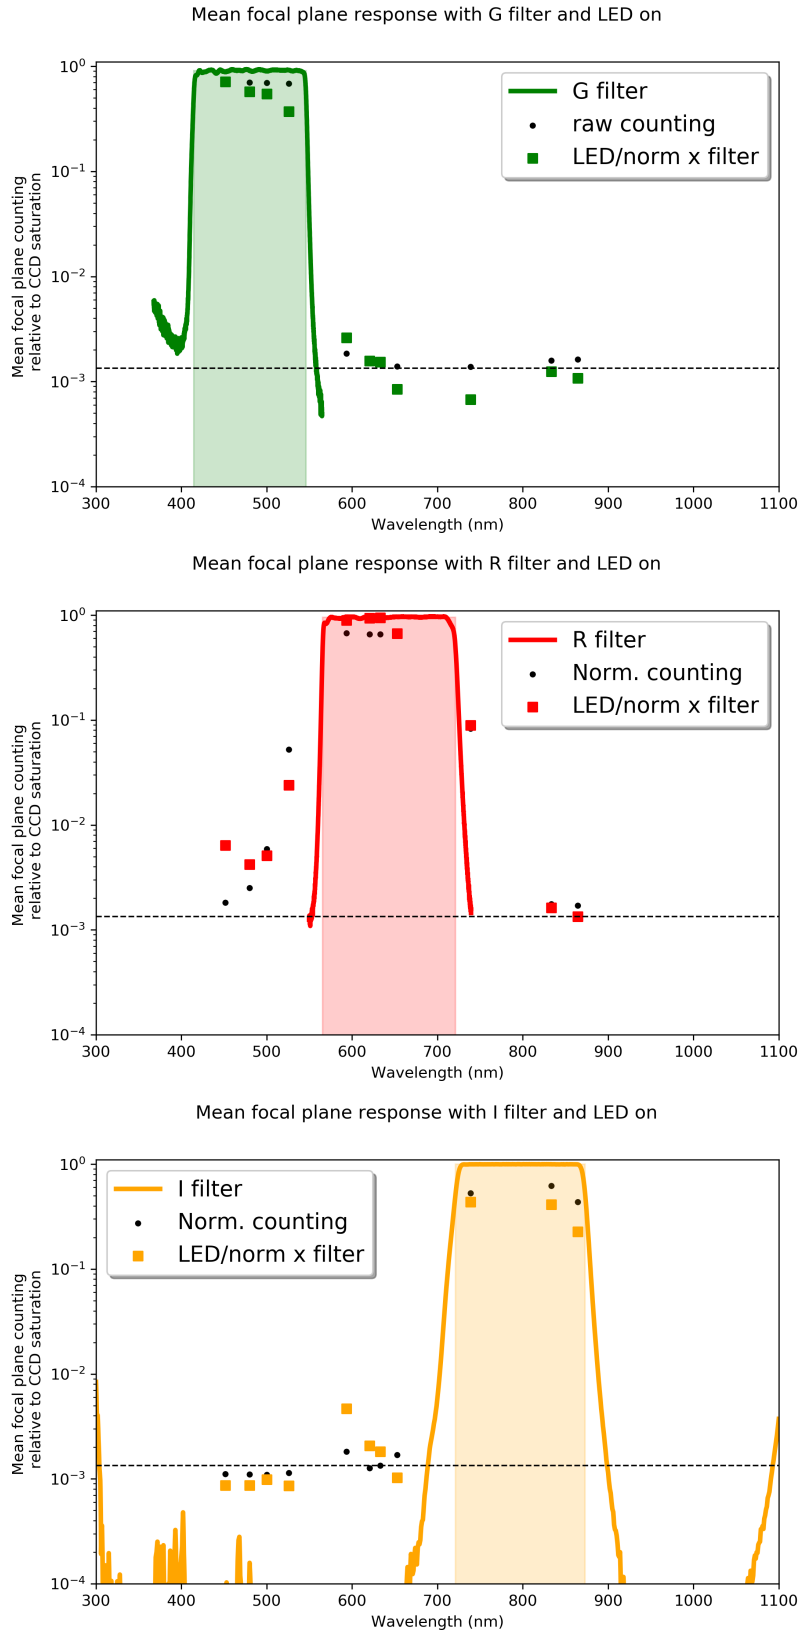 Mean focal plane response with G filter and LED on
Mean focal plane counting
relative to CCD saturation
10⁰
10⁻¹
10⁻²
10⁻³
10⁻⁴
G filter
raw counting
LED/norm x filter
300 400 500 600 700 800 900 1000 1100
Wavelength (nm)
Mean focal plane response with R filter and LED on
Mean focal plane counting
relative to CCD saturation
10⁰
10⁻¹
10⁻²
10⁻³
10⁻⁴
R filter
Norm. counting
LED/norm x filter
300 400 500 600 700 800 900 1000 1100
Wavelength (nm)
Mean focal plane response with I filter and LED on
Mean focal plane counting
relative to CCD saturation
10⁰
10⁻¹
10⁻²
10⁻³
10⁻⁴
I filter
Norm. counting
LED/norm x filter
300 400 500 600 700 800 900 1000 1100
Wavelength (nm)